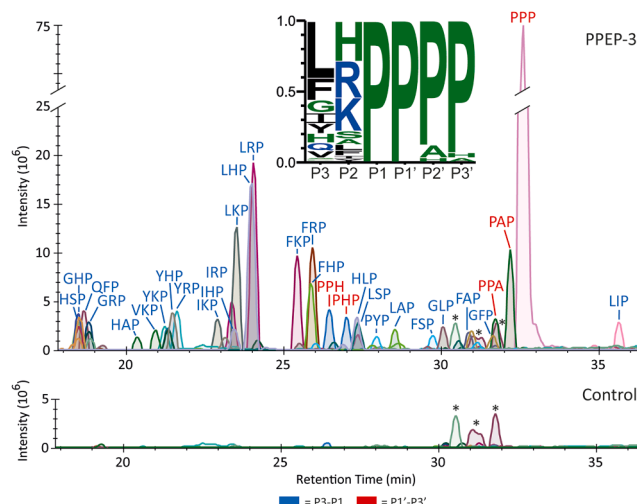 PPEP-3
PPP
75
25
20
15
10
5
0
Intensity (10⁶)
Intensity (10⁶)
1.0
0.5
0.0
L H P P P P
F R
G K
I S A H
Y A
H L
Q
V
P3 P2 P1 P1' P2' P3'
LRP
LHP
LKP
FKP
FRP
FHP
PAP
GHP
HSP
QFP
GRP
HAP
VKP
YKP
YHP
YRP
IKP
IHP
IRP
PPH
PHP
HLP
LSP
PYP
LAP
FSP
GLP
*
FAP
*
GFP
PPA
*
LIP
Control
5
0
* * *
20 25 30 35
Retention Time (min)
= P3-P1 = P1'-P3'